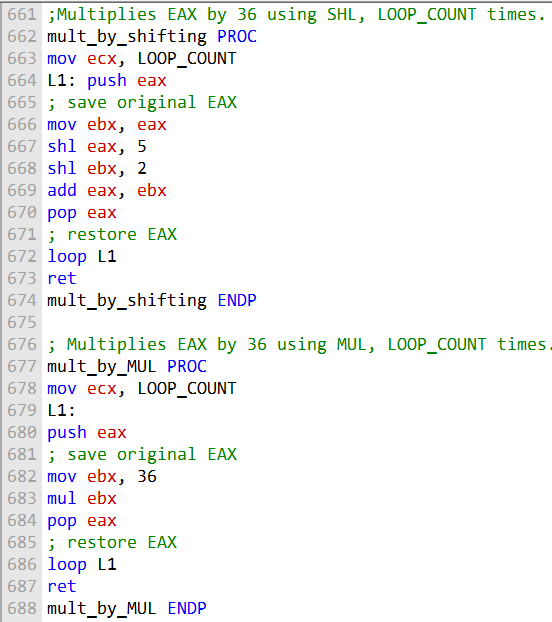 661 ;Multiplies EAX by 36 using SHL, LOOP_COUNT times.
662 mult_by_shifting PROC
663 mov ecx, LOOP_COUNT
664 L1: push eax
665 ; save original EAX
666 mov ebx, eax
667 shl eax, 5
668 shl ebx, 2
669 add eax, ebx
670 pop eax
671 ; restore EAX
672 loop L1
673 ret
674 mult_by_shifting ENDP
675
676 ; Multiplies EAX by 36 using MUL, LOOP_COUNT times.
677 mult_by_MUL PROC
678 mov ecx, LOOP_COUNT
679 L1:
680 push eax
681 ; save original EAX
682 mov ebx, 36
683 mul ebx
684 pop eax
685 ; restore EAX
686 loop L1
687 ret
688 mult_by_MUL ENDP